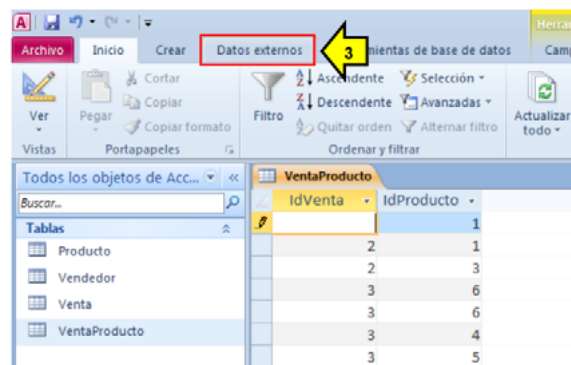 A
Herra
Archivo Inicio Crear Datos externos 3 mientas de base de datos Camp
Ver
Pegar
Cortar
Copiar
Copiar formato
Filtro
Ascendente
Descendente
Quitar orden
Selección
Avanzadas
Alternar filtro
Actualizar
todo
Vistas Portapapeles Ordenar y filtrar
Todos los objetos de Acc... «
Buscar...
Tablas
Producto
Vendedor
Venta
VentaProducto
VentaProducto
IdVenta IdProducto
1
2 1
2 3
3 6
3 6
3 4
3 5